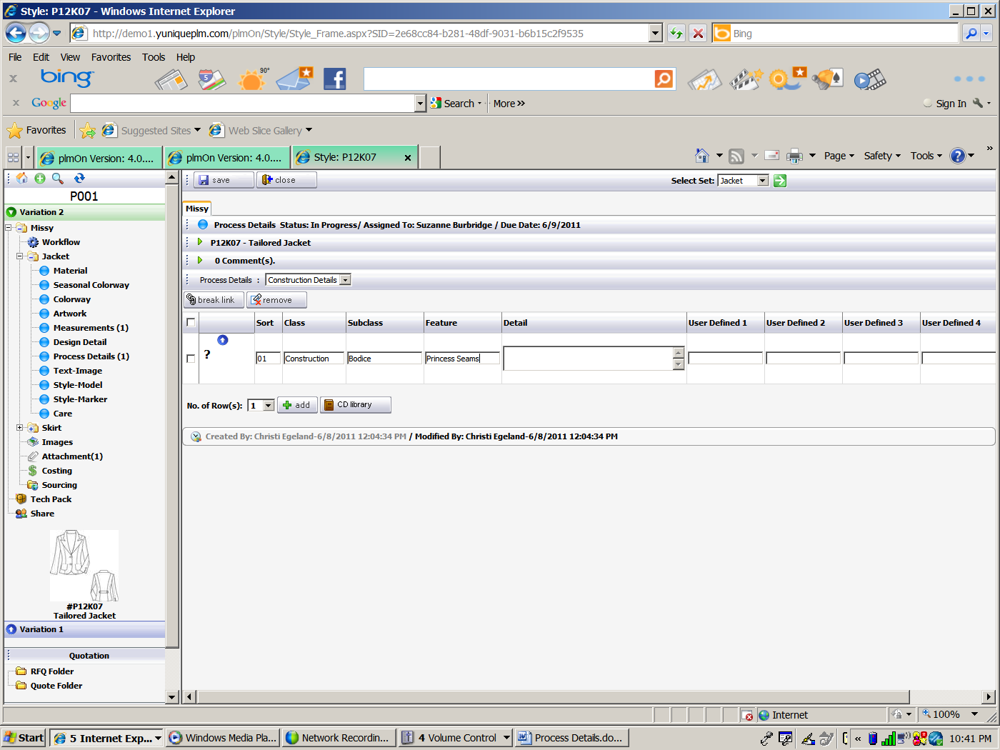 Style: P12K07 - Windows Internet Explorer
http://demo1.yuniqueplm.com/plmOn/Style/Style_Frame.aspx?SID=2e68cc84-b281-48df-9031-b6b15c2f9535
Bing
File Edit View Favorites Tools Help
x bing 5 90°
x Google Search More »» Sign In
Favorites Suggested Sites Web Slice Gallery
plmOn Version: 4.0.... plmOn Version: 4.0.... Style: P12K07 x Page Safety Tools »
save close Select Set: Jacket
P001
Missy
Variation 2
Process Details Status: In Progress/ Assigned To: Suzanne Burbridge / Due Date: 6/9/2011
Missy
Workflow
P12K07 - Tailored Jacket
Jacket
0 Comment(s).
Material
Process Details : Construction Details
Seasonal Colorway
Colorway
break link remove
Artwork
Sort Class Subclass Feature Detail User Defined 1 User Defined 2 User Defined 3 User Defined 4
Measurements (1)
Design Detail
Process Details (1)
? 01 Construction Bodice Princess Seams
Text-Image
Style-Model
Style-Marker
No. of Row(s): 1 add CD library
Care
Skirt
Created By: Christi Egeland-6/8/2011 12:04:34 PM / Modified By: Christi Egeland-6/8/2011 12:04:34 PM
Images
Attachment(1)
Costing
Sourcing
Tech Pack
Share
#P12K07
Tailored Jacket
Variation 1
Quotation
RFQ Folder
Quote Folder
Internet 100%
Start 5 Internet Exp... Windows Media Pla... Network Recordin... 4 Volume Control Process Details.do... « 10:41 PM